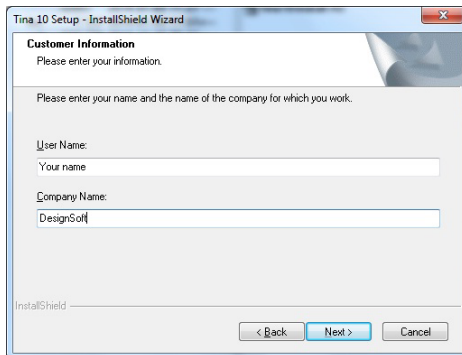 Tina 10 Setup - InstallShield Wizard
Customer Information
Please enter your information.
Please enter your name and the name of the company for which you work.
User Name:
Your name
Company Name:
DesignSoft
InstallShield
< Back
Next >
Cancel